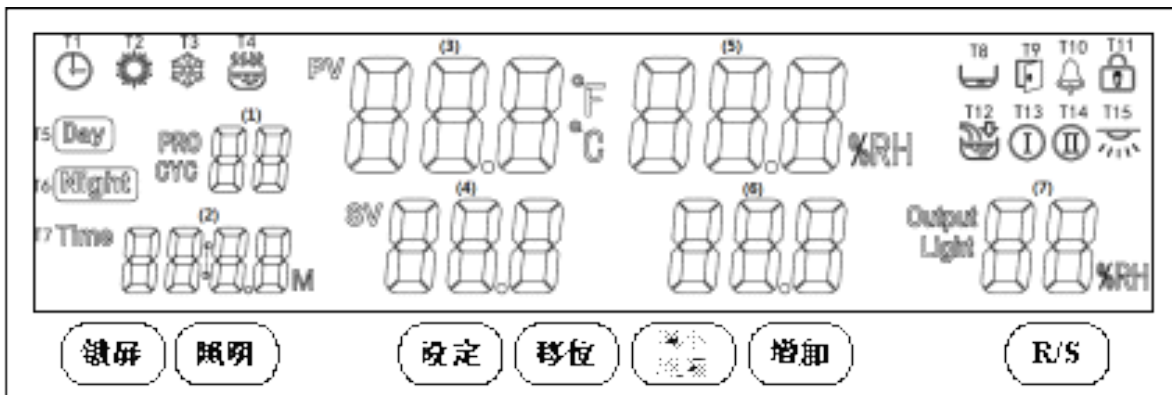 T1 T2 T3 T4
(3) (5)
T8 T9 T10 T11
PV
°F
°C
%RH
(1)
T5 Day
PRO
CYC
T12 T13 T14 T15
I II
T6 Night
(2)
(4) (6) (7)
T7 Time
M
SV
Output
Light
%RH
锁屏 照明 设定 移位 增加 R/S